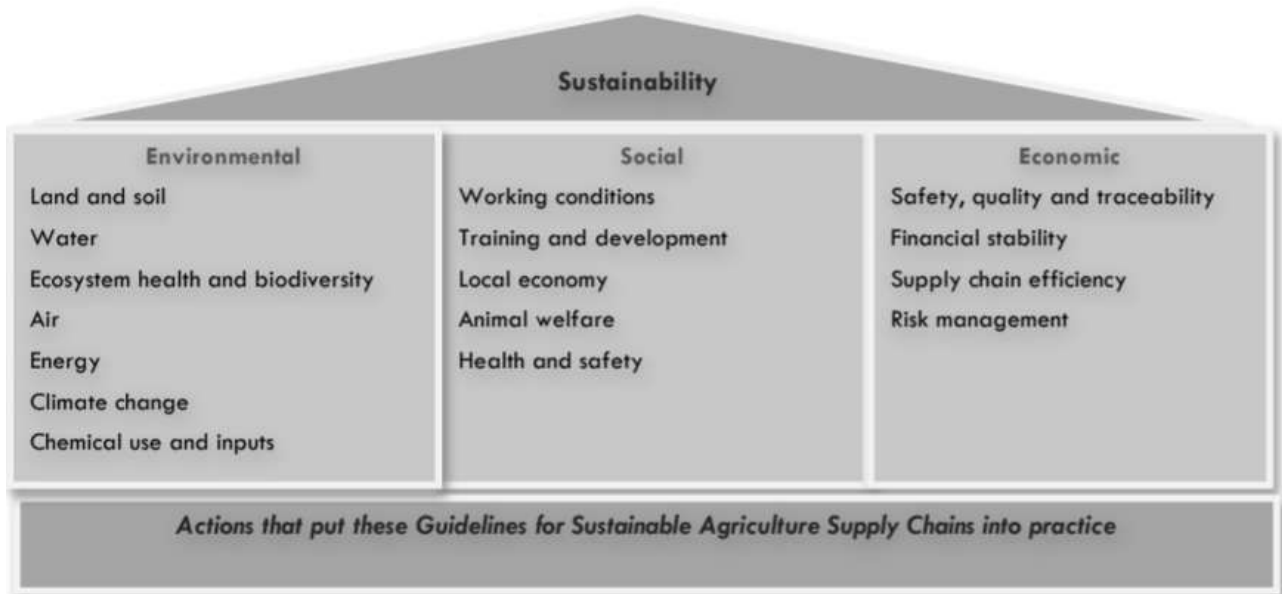 Sustainability
Environmental
Land and soil
Water
Ecosystem health and biodiversity
Air
Energy
Climate change
Chemical use and inputs
Social
Working conditions
Training and development
Local economy
Animal welfare
Health and safety
Economic
Safety, quality and traceability
Financial stability
Supply chain efficiency
Risk management
Actions that put these Guidelines for Sustainable Agriculture Supply Chains into practice